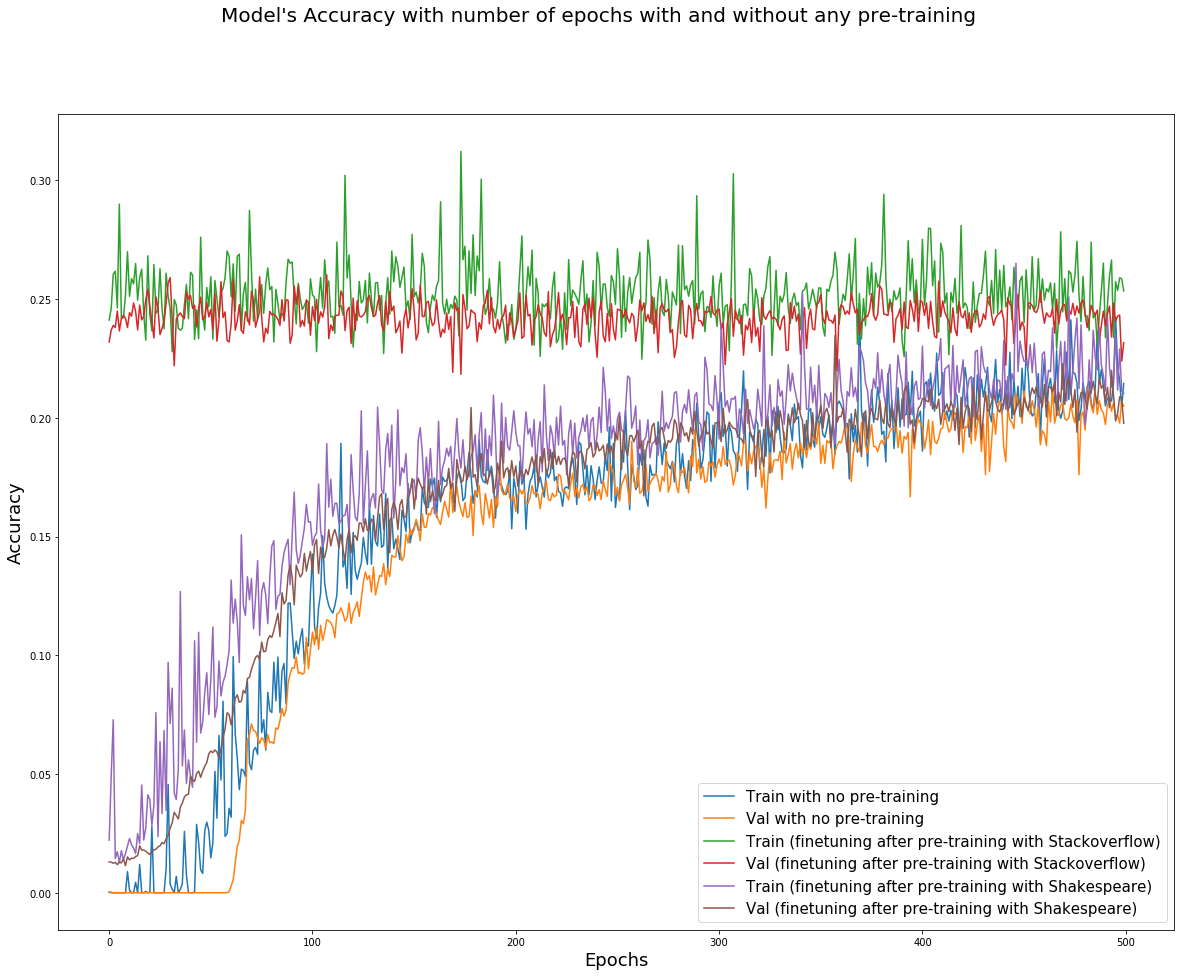 Model's Accuracy with number of epochs with and without any pre-training
Accuracy
0.30
0.25
0.20
0.15
0.10
0.05
0.00
Train with no pre-training
Val with no pre-training
Train (finetuning after pre-training with Stackoverflow)
Val (finetuning after pre-training with Stackoverflow)
Train (finetuning after pre-training with Shakespeare)
Val (finetuning after pre-training with Shakespeare)
0 100 200 300 400 500
Epochs